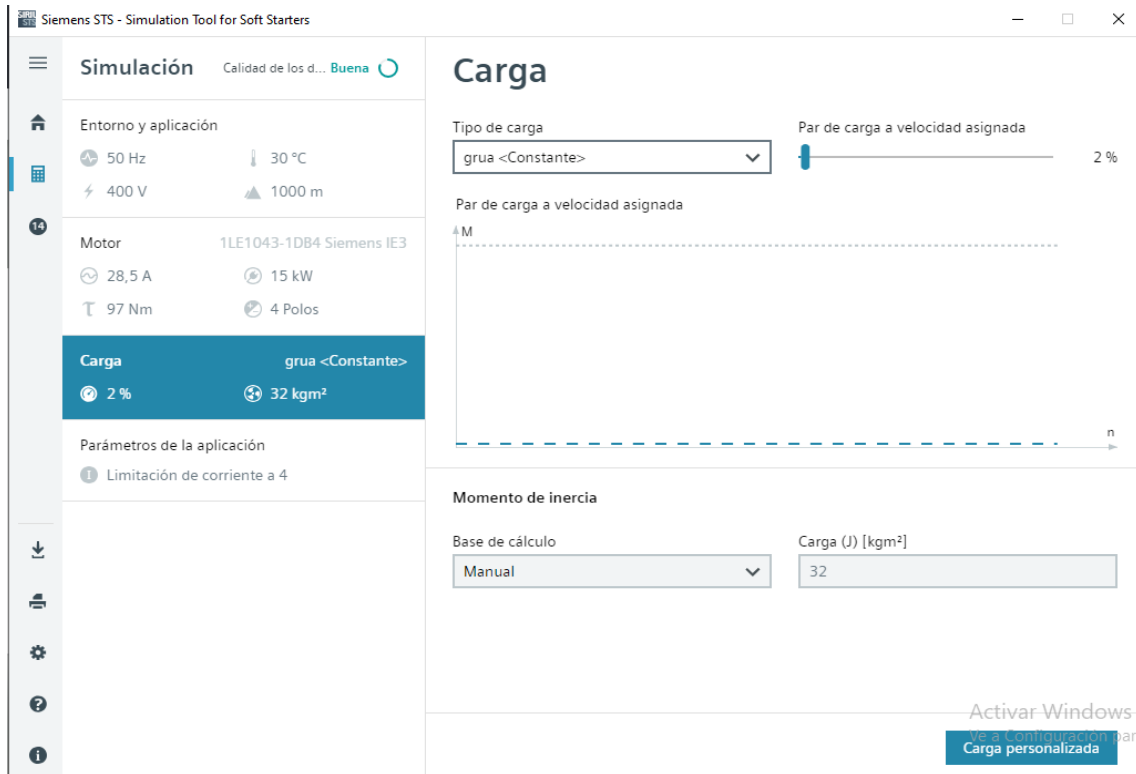 Siemens STS - Simulation Tool for Soft Starters
Simulación
Calidad de los d... Buena
Entorno y aplicación
50 Hz
30 °C
400 V
1000 m
14
Motor
1LE1043-1DB4 Siemens IE3
28,5 A
15 kW
97 Nm
4 Polos
Carga
grua <Constante>
2 %
32 kgm²
Parámetros de la aplicación
Limitación de corriente a 4
Carga
Tipo de carga
Par de carga a velocidad asignada
grua <Constante>
2 %
Par de carga a velocidad asignada
M
n
Momento de inercia
Base de cálculo
Carga (J) [kgm²]
Manual
32
Activar Windows
Ve a Configuración par
Carga personalizada